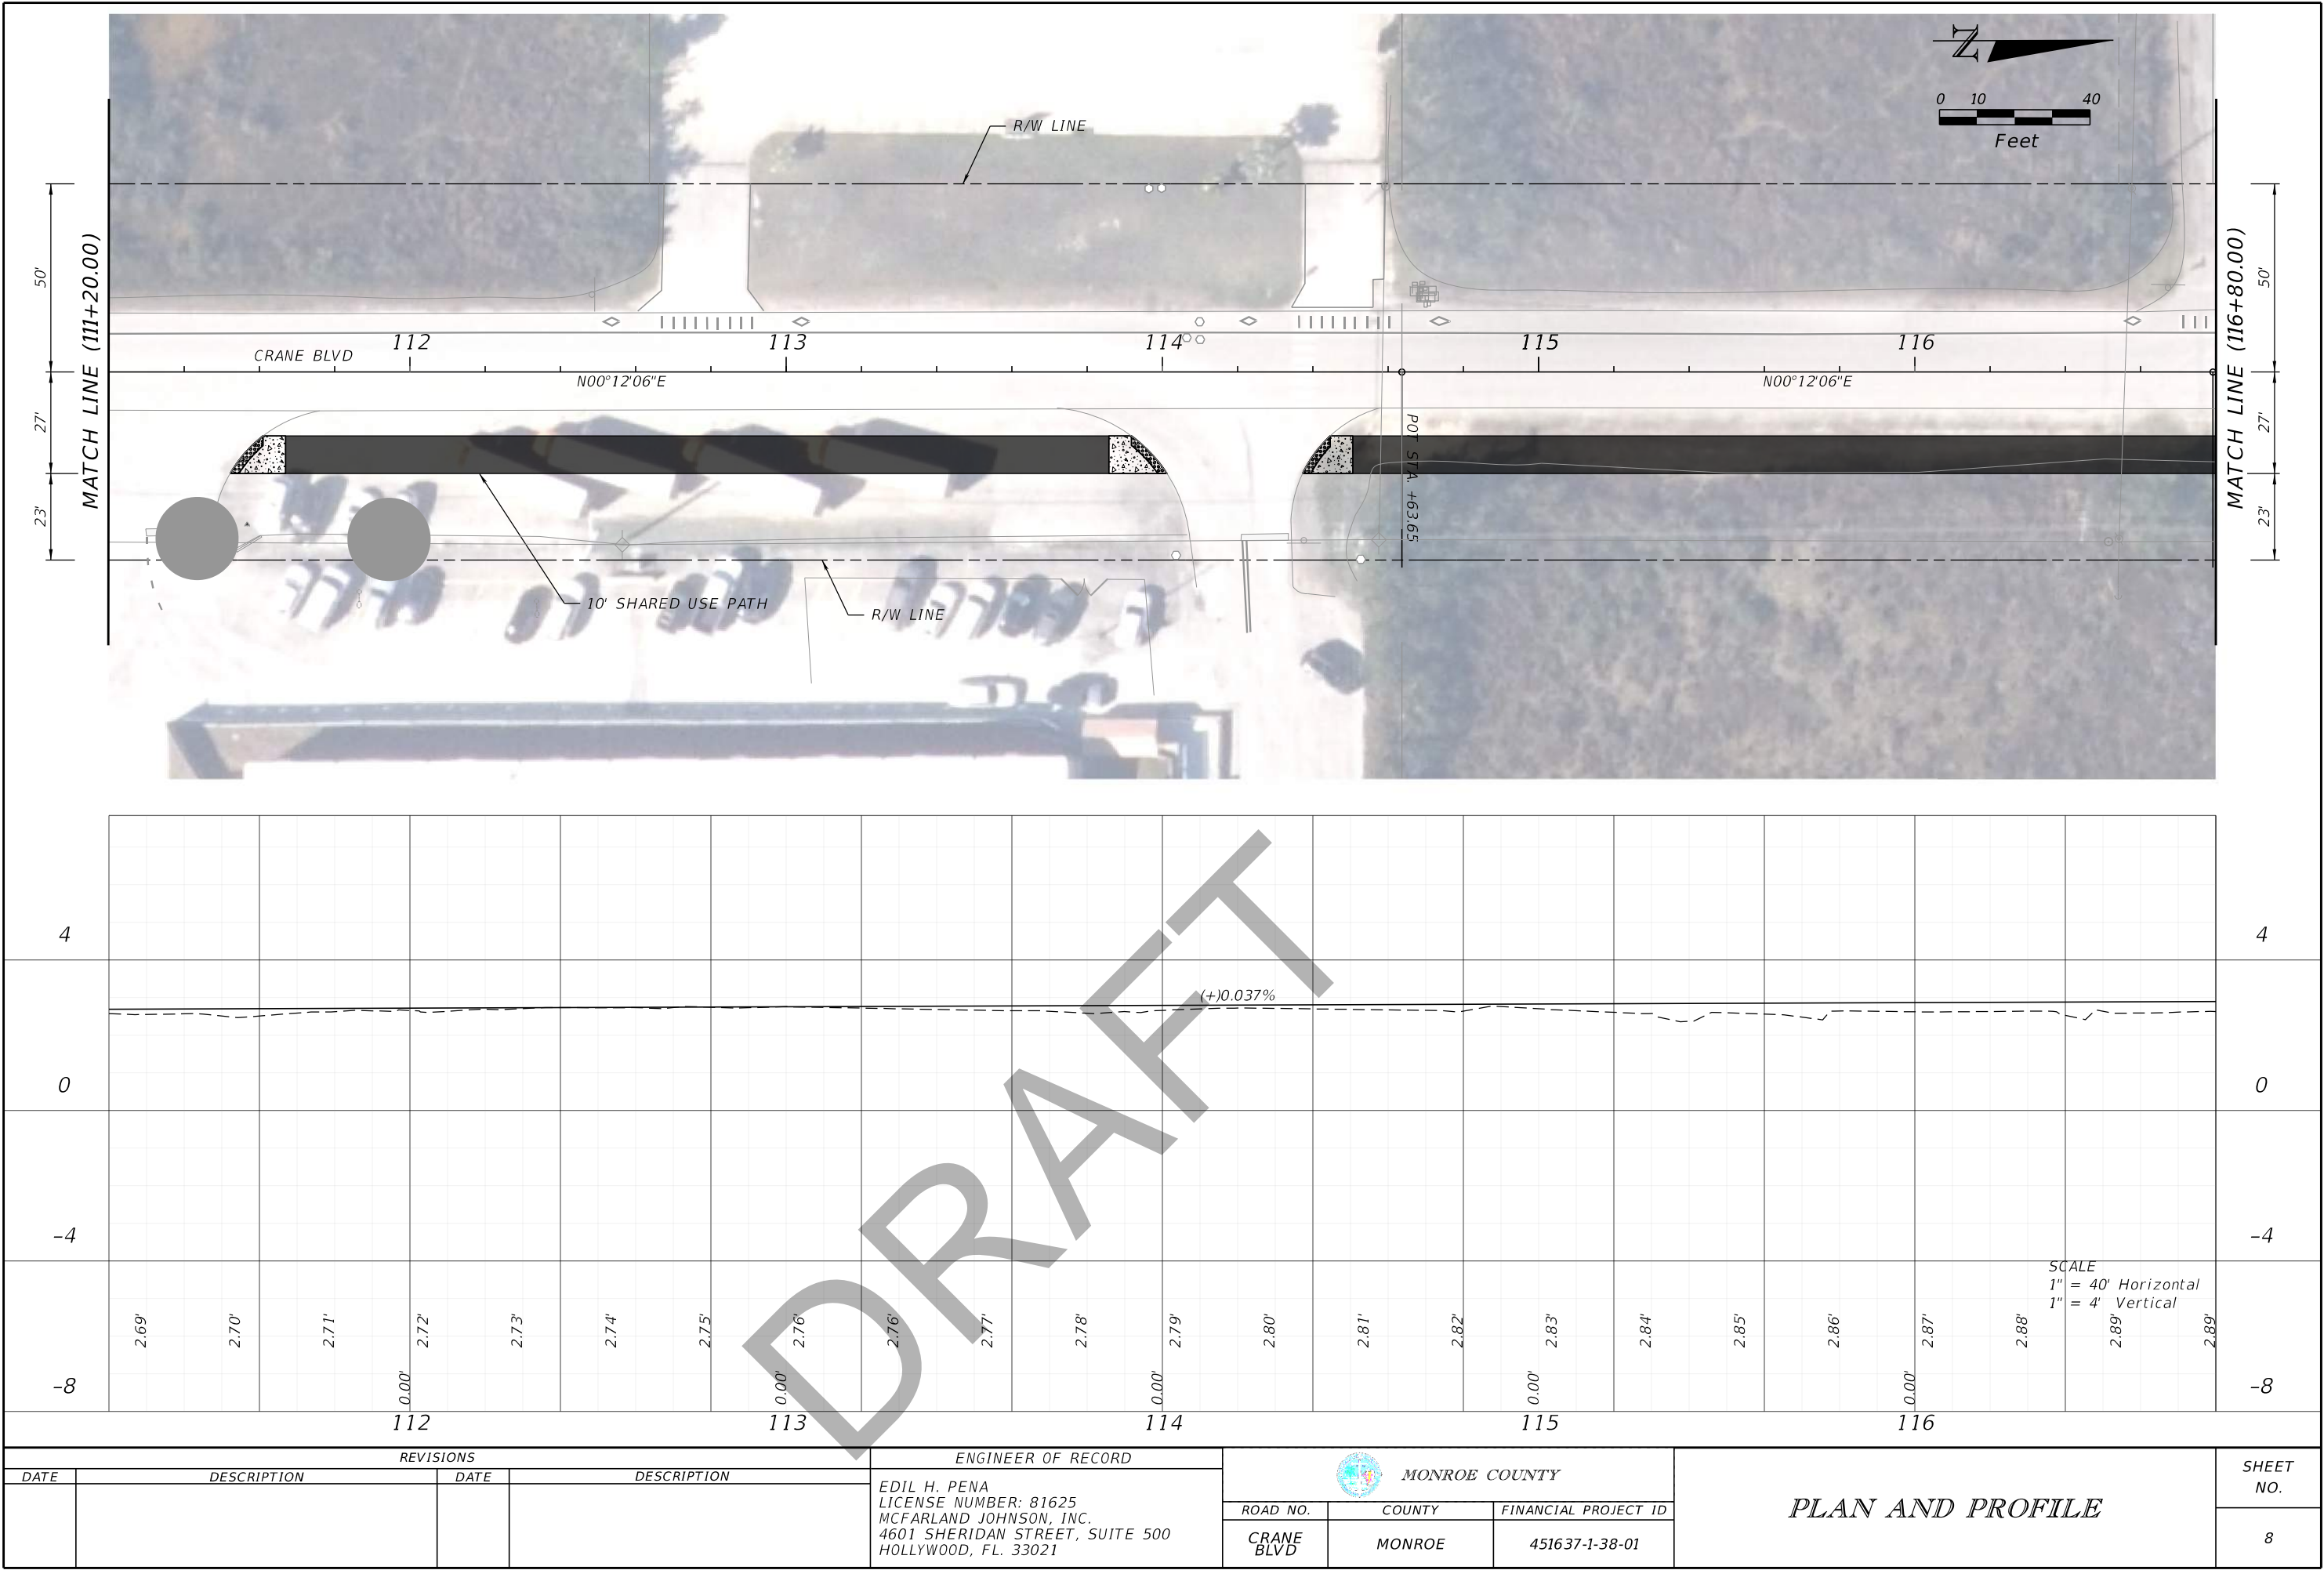 N
0 10 40
Feet
R/W LINE
MATCH LINE (111+20.00)
50'
27'
23'
112 113 114 115 116
CRANE BLVD
N00°12'06"E
N00°12'06"E
POT STA. +63.65
10' SHARED USE PATH
R/W LINE
MATCH LINE (116+80.00)
50'
27'
23'
DRAFT
4 4
(+)0.037%
0 0
-4 -4
SCALE
1" = 40' Horizontal
1" = 4' Vertical
2.69' 2.70' 2.71' 2.72' 2.73' 2.74' 2.75' 2.76' 2.76' 2.77' 2.78' 2.79' 2.80' 2.81' 2.82' 2.83' 2.84' 2.85' 2.86' 2.87' 2.88' 2.89' 2.89'
-8 0.00' 0.00' 0.00' 0.00' 0.00' -8
112 113 114 115 116
REVISIONS
DATE DESCRIPTION DATE DESCRIPTION
ENGINEER OF RECORD
EDIL H. PENA
LICENSE NUMBER: 81625
MCFARLAND JOHNSON, INC.
4601 SHERIDAN STREET, SUITE 500
HOLLYWOOD, FL. 33021
MONROE COUNTY
ROAD NO. COUNTY FINANCIAL PROJECT ID
CRANE
BLVD
MONROE
451637-1-38-01
PLAN AND PROFILE
SHEET
NO.
8